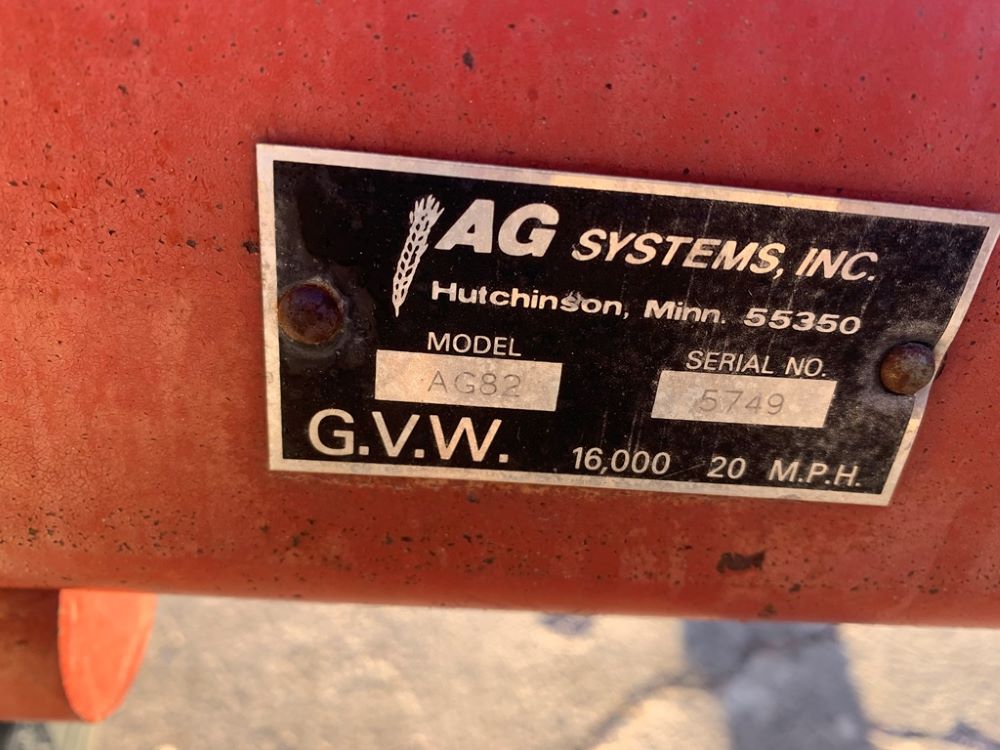 AG SYSTEMS, INC.
Hutchinson, Minn. 55350
MODEL SERIAL NO.
AG82 5749
G.V.W. 16,000 20 M.P.H.